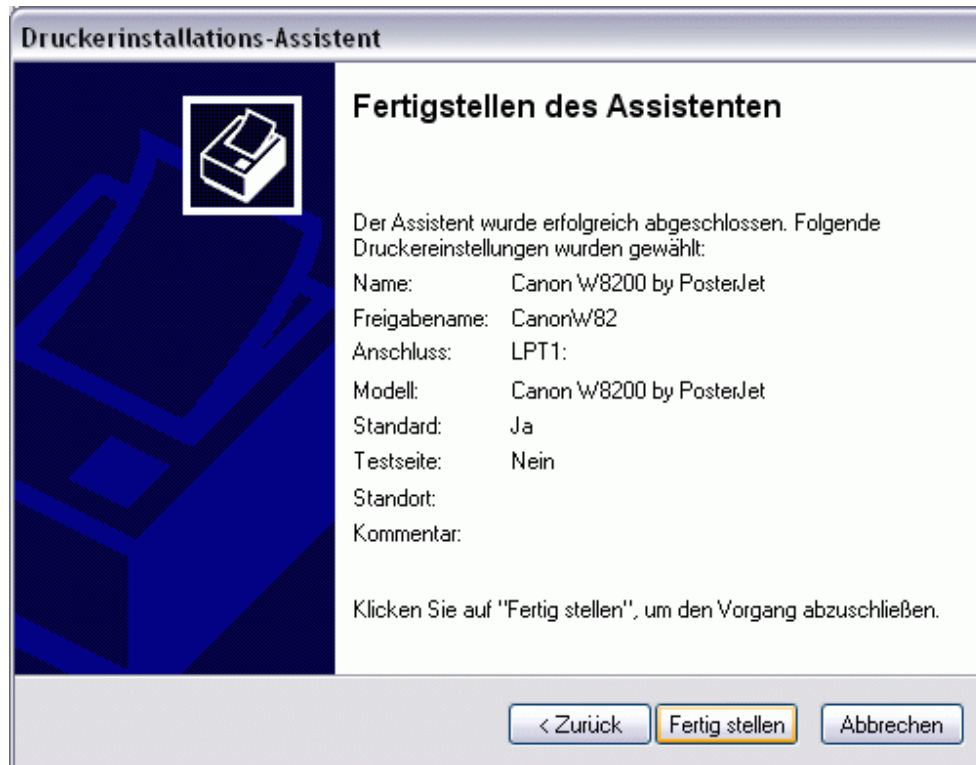 Druckerinstallations-Assistent
Fertigstellen des Assistenten
Der Assistent wurde erfolgreich abgeschlossen. Folgende
Druckereinstellungen wurden gewählt:
Name: Canon W8200 by PosterJet
Freigabename: CanonW82
Anschluss: LPT1:
Modell: Canon W8200 by PosterJet
Standard: Ja
Testseite: Nein
Standort:
Kommentar:
Klicken Sie auf "Fertig stellen", um den Vorgang abzuschließen.
< Zurück Fertig stellen Abbrechen